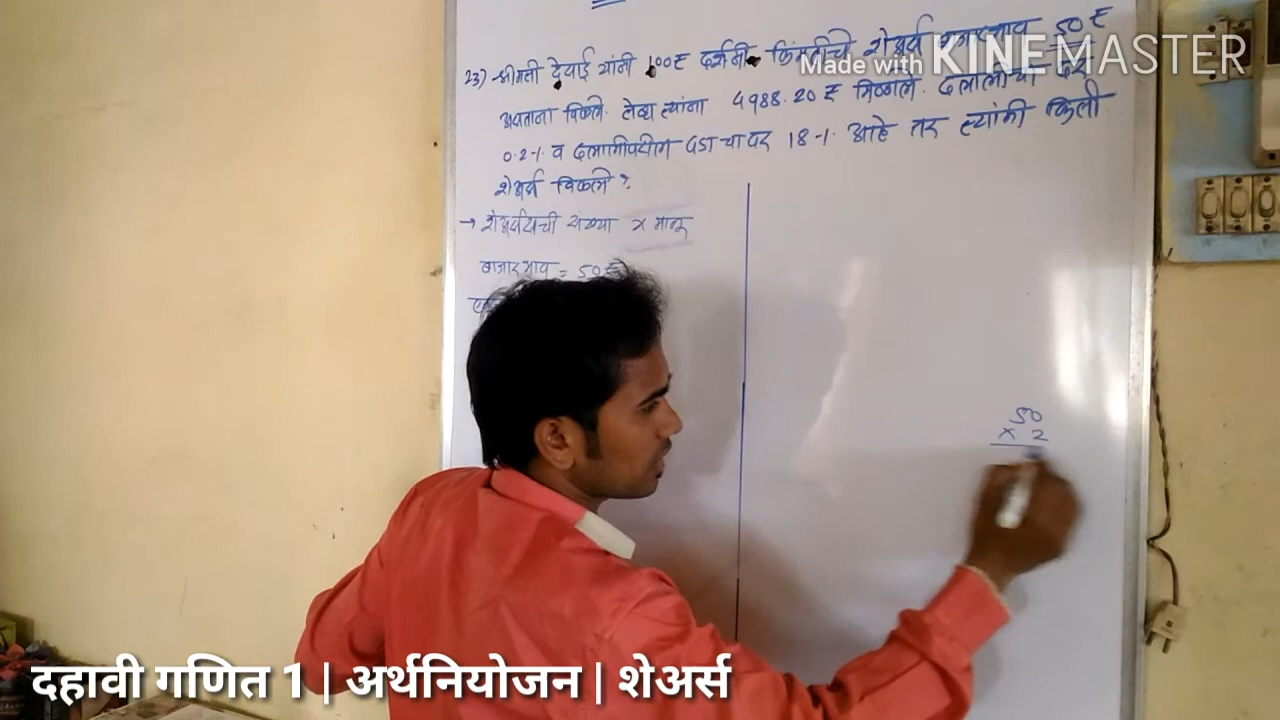 Made with KINEMASTER
23) श्रीमती देसाई यांनी 100₹ दर्शनी किंमतीचे शेअर्स बाजारभाव 50₹
असताना विकले. तेव्हा त्यांना 4988.20₹ मिळाले. दलालीचा दर
0.2% व दलालीवरील GST चा दर 18% आहे तर त्यांनी किती
शेअर्स विकले?
→ शेअर्सची संख्या x मानू
बाजारभाव = 50₹
50
x 2
दहावी गणित 1 | अर्थनियोजन | शेअर्स